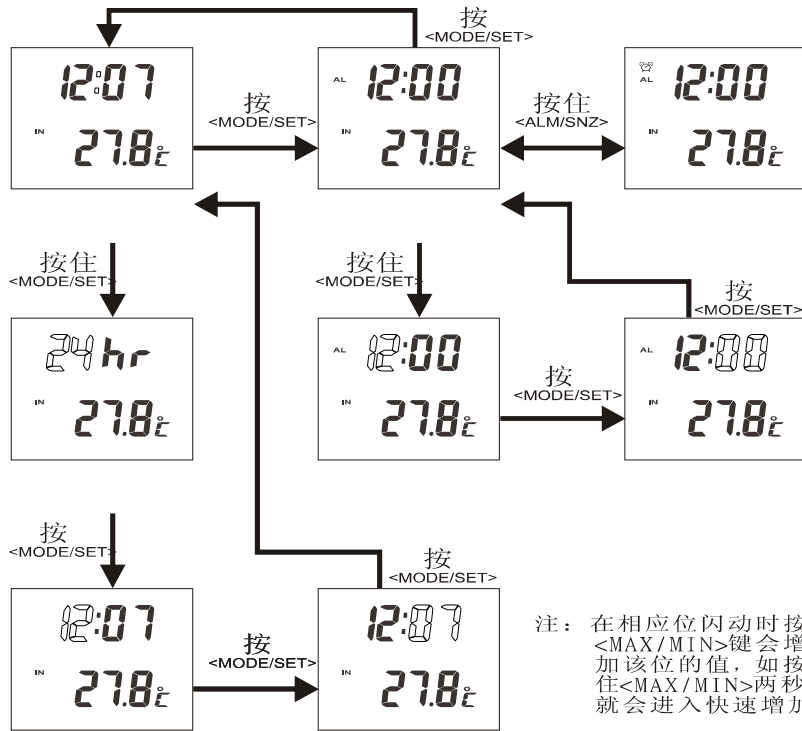 按
<MODE/SET>
12:07
IN 27.8℃
按
<MODE/SET>
AL 12:00
IN 27.8℃
按住
<ALM/SNZ>
AL 12:00
IN 27.8℃
按住
<MODE/SET>
24hr
IN 27.8℃
按住
<MODE/SET>
AL 12:00
IN 27.8℃
按
<MODE/SET>
按
<MODE/SET>
AL 12:00
IN 27.8℃
按
<MODE/SET>
12:07
IN 27.8℃
按
<MODE/SET>
按
<MODE/SET>
12:07
IN 27.8℃
注：在相应位闪动时按
<MAX/MIN>键会增
加该位的值，如按
住<MAX/MIN>两秒
就会进入快速增加